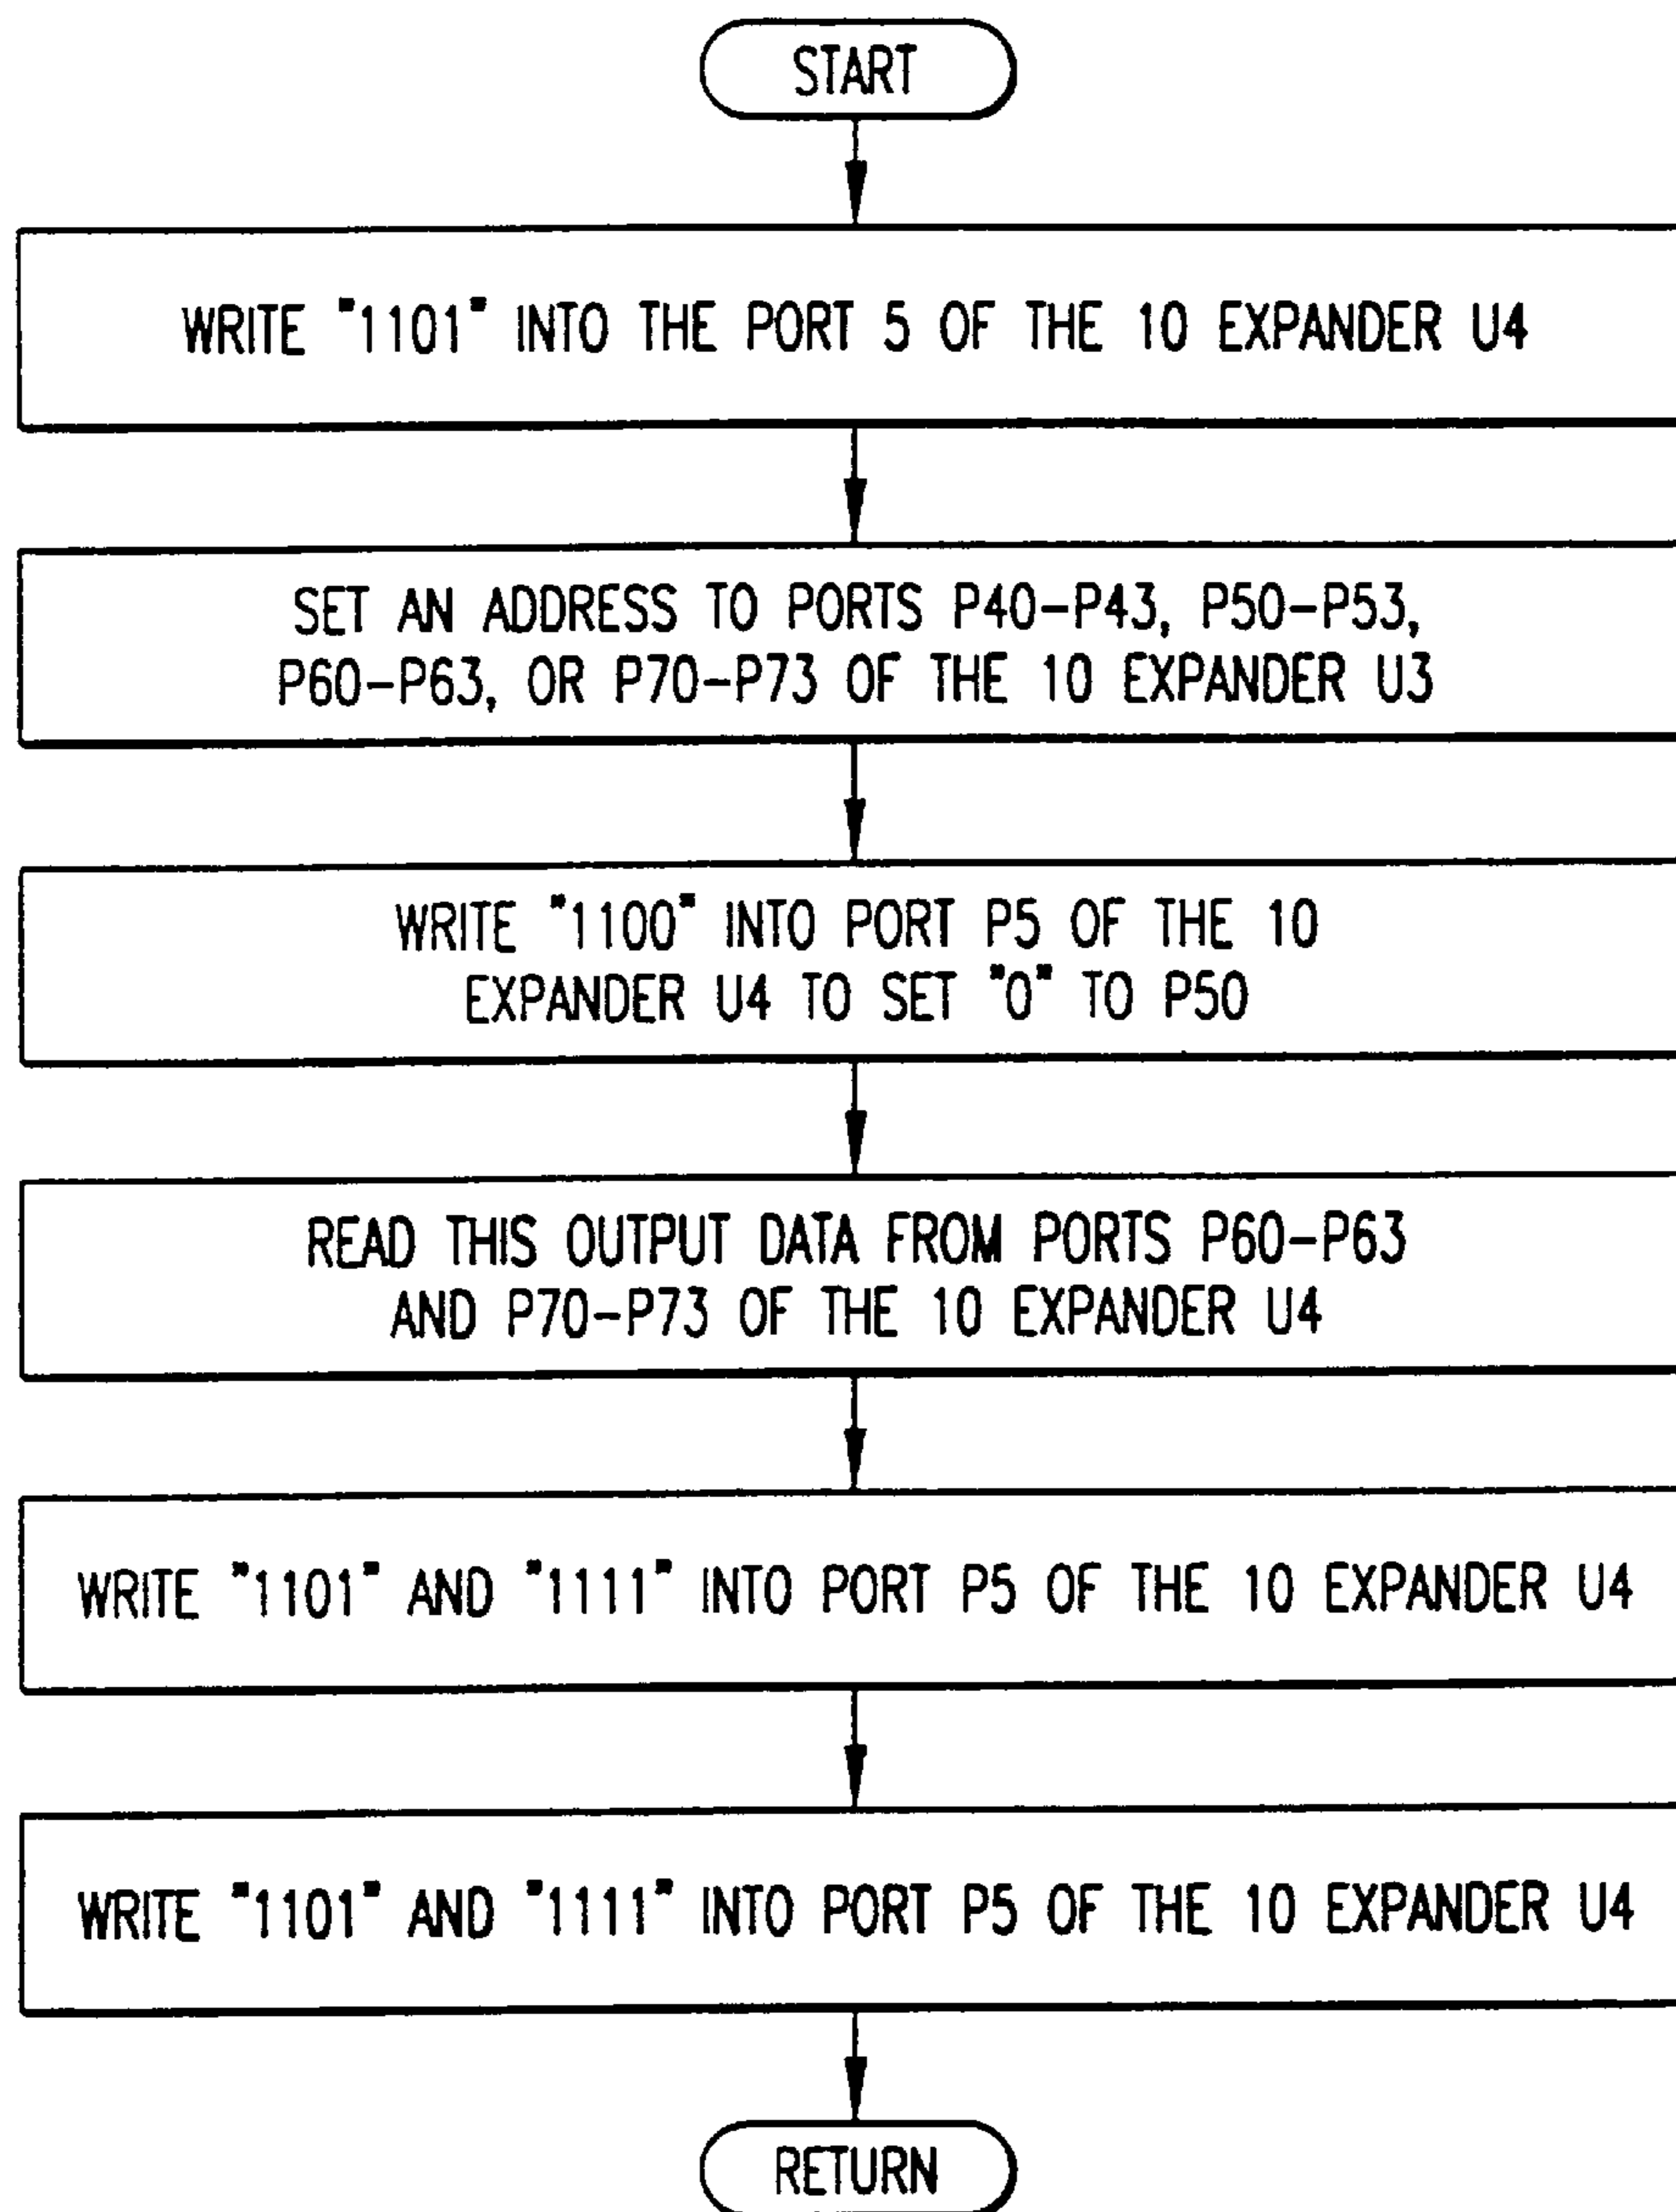 START
WRITE "1101" INTO THE PORT 5 OF THE 10 EXPANDER U4
SET AN ADDRESS TO PORTS P40-P43, P50-P53,
P60-P63, OR P70-P73 OF THE 10 EXPANDER U3
WRITE "1100" INTO PORT P5 OF THE 10
EXPANDER U4 TO SET "0" TO P50
READ THIS OUTPUT DATA FROM PORTS P60-P63
AND P70-P73 OF THE 10 EXPANDER U4
WRITE "1101" AND "1111" INTO PORT P5 OF THE 10 EXPANDER U4
WRITE "1101" AND "1111" INTO PORT P5 OF THE 10 EXPANDER U4
RETURN